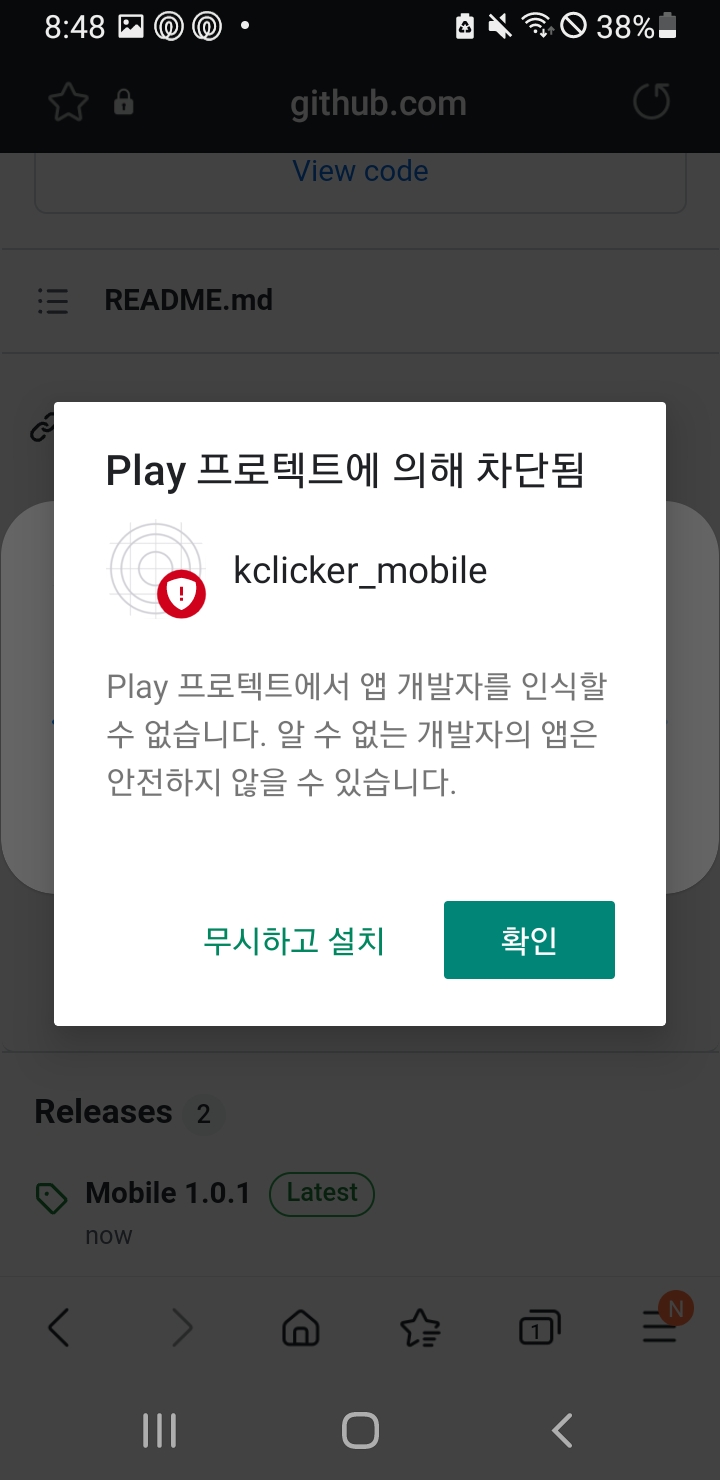 8:48
38%
github.com
View code
README.md
Play 프로텍트에 의해 차단됨
kclicker_mobile
Play 프로텍트에서 앱 개발자를 인식할
수 없습니다. 알 수 없는 개발자의 앱은
안전하지 않을 수 있습니다.
무시하고 설치
확인
Releases 2
Mobile 1.0.1 Latest
now
1
N